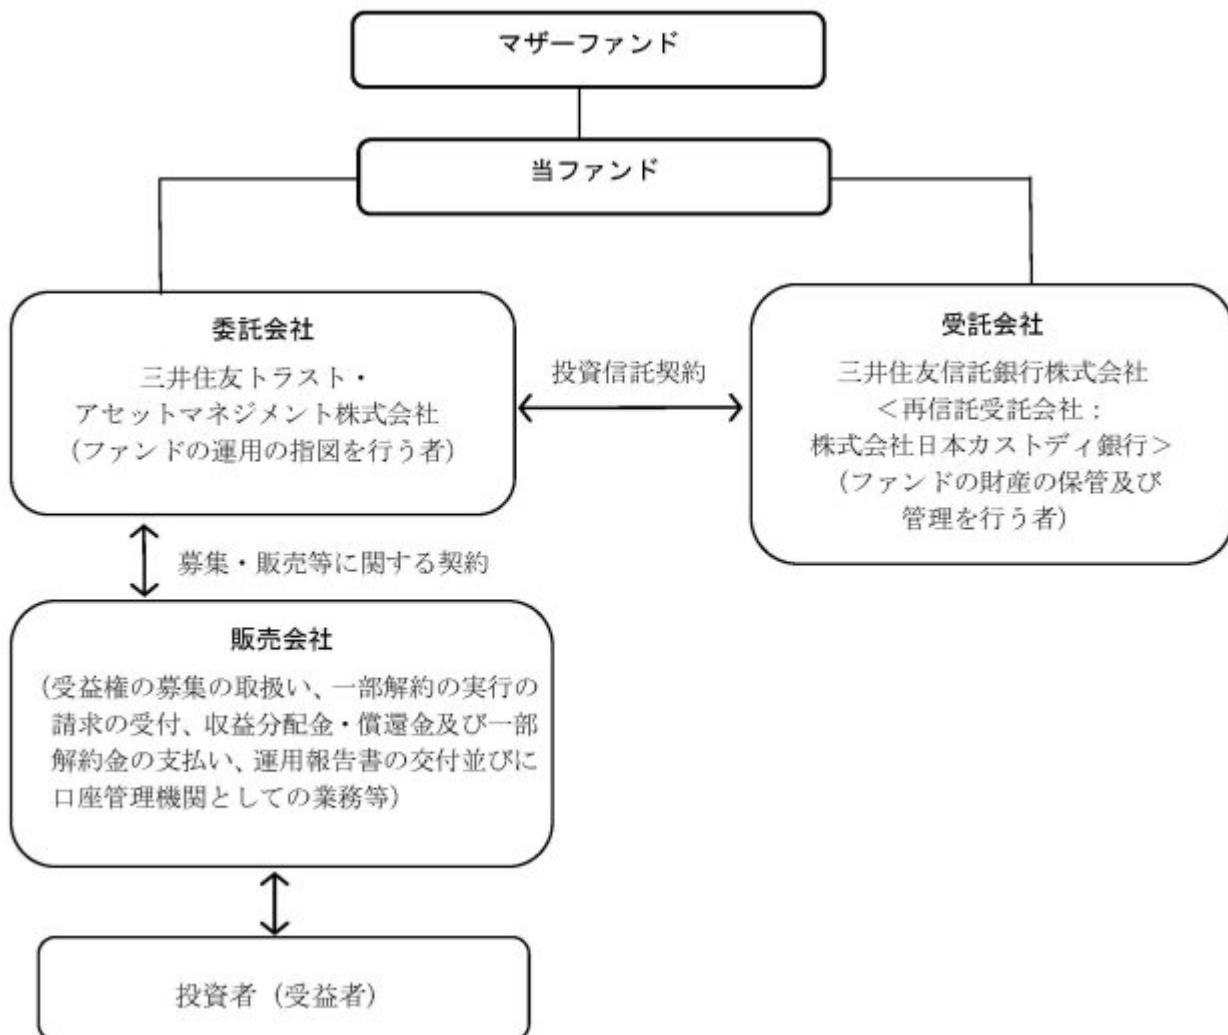 マザーファンド
当ファンド
委託会社
三井住友トラスト・
アセットマネジメント株式会社
(ファンドの運用の指図を行う者)
投資信託契約
受託会社
三井住友信託銀行株式会社
<再信託受託会社:
株式会社日本カストディ銀行>
(ファンドの財産の保管及び
管理を行う者)
募集・販売等に関する契約
販売会社
(受益権の募集の取扱い、一部解約の実行の
請求の受付、収益分配金・償還金及び一部
解約金の支払い、運用報告書の交付並びに
口座管理機関としての業務等)
投資者(受益者)